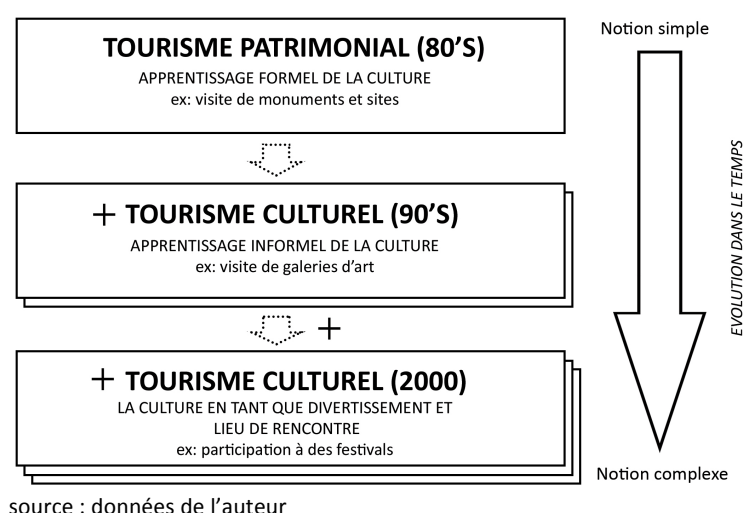 Notion simple
TOURISME PATRIMONIAL (80'S)
APPRENTISSAGE FORMEL DE LA CULTURE
ex: visite de monuments et sites
+ TOURISME CULTUREL (90'S)
APPRENTISSAGE INFORMEL DE LA CULTURE
ex: visite de galeries d'art
+
+ TOURISME CULTUREL (2000)
LA CULTURE EN TANT QUE DIVERTISSEMENT ET
LIEU DE RENCONTRE
ex: participation à des festivals
EVOLUTION DANS LE TEMPS
Notion complexe
source : données de l'auteur